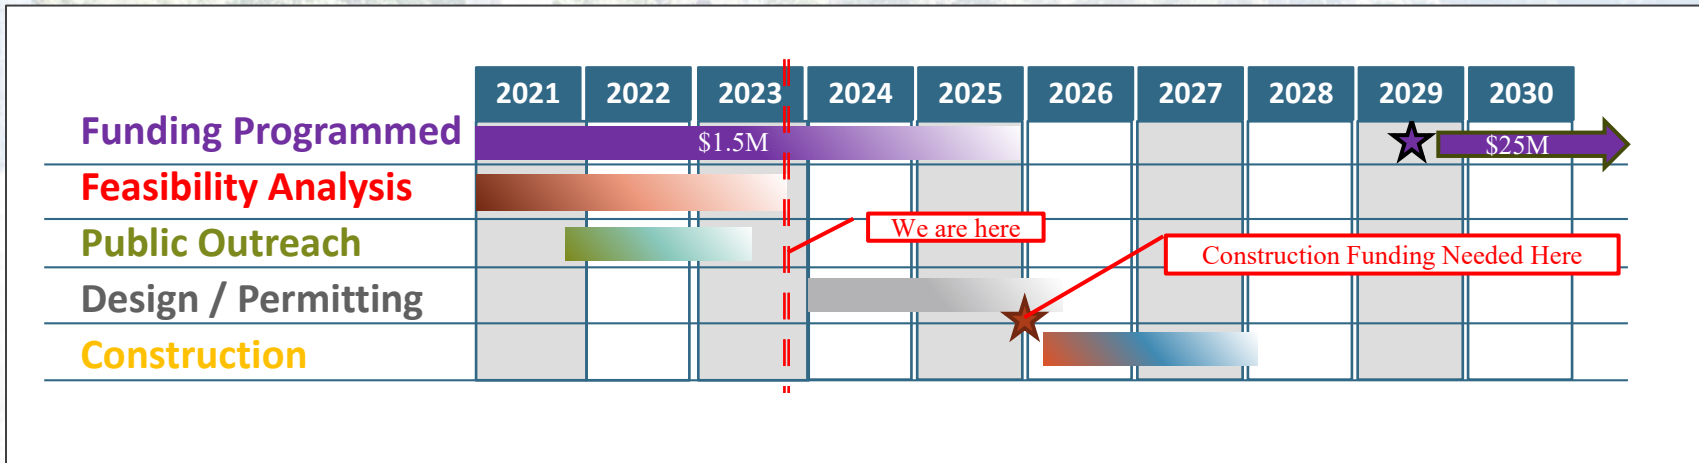 2021 2022 2023 2024 2025 2026 2027 2028 2029 2030
Funding Programmed $1.5M $25M
Feasibility Analysis
We are here
Public Outreach
Construction Funding Needed Here
Design / Permitting
Construction